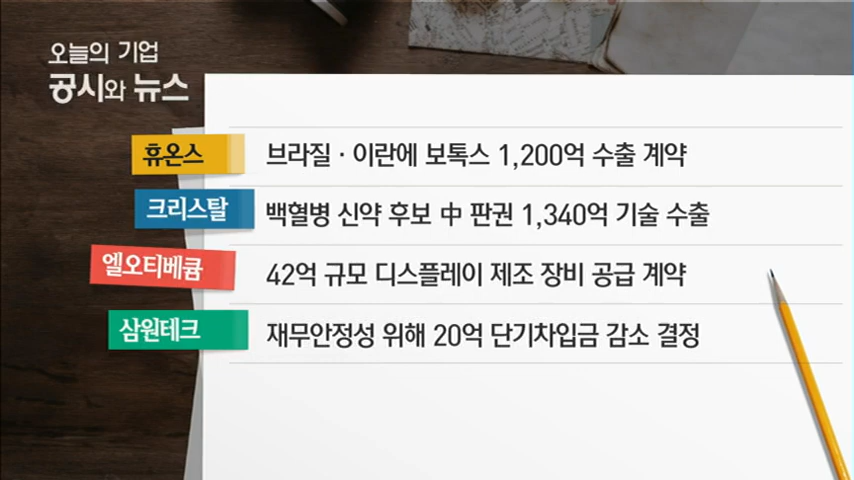 오늘의 기업
공시와 뉴스
휴온스 브라질·이란에 보톡스 1,200억 수출 계약
크리스탈 백혈병 신약 후보 中 판권 1,340억 기술 수출
엘오티베큠 42억 규모 디스플레이 제조 장비 공급 계약
삼원테크 재무안정성 위해 20억 단기차입금 감소 결정